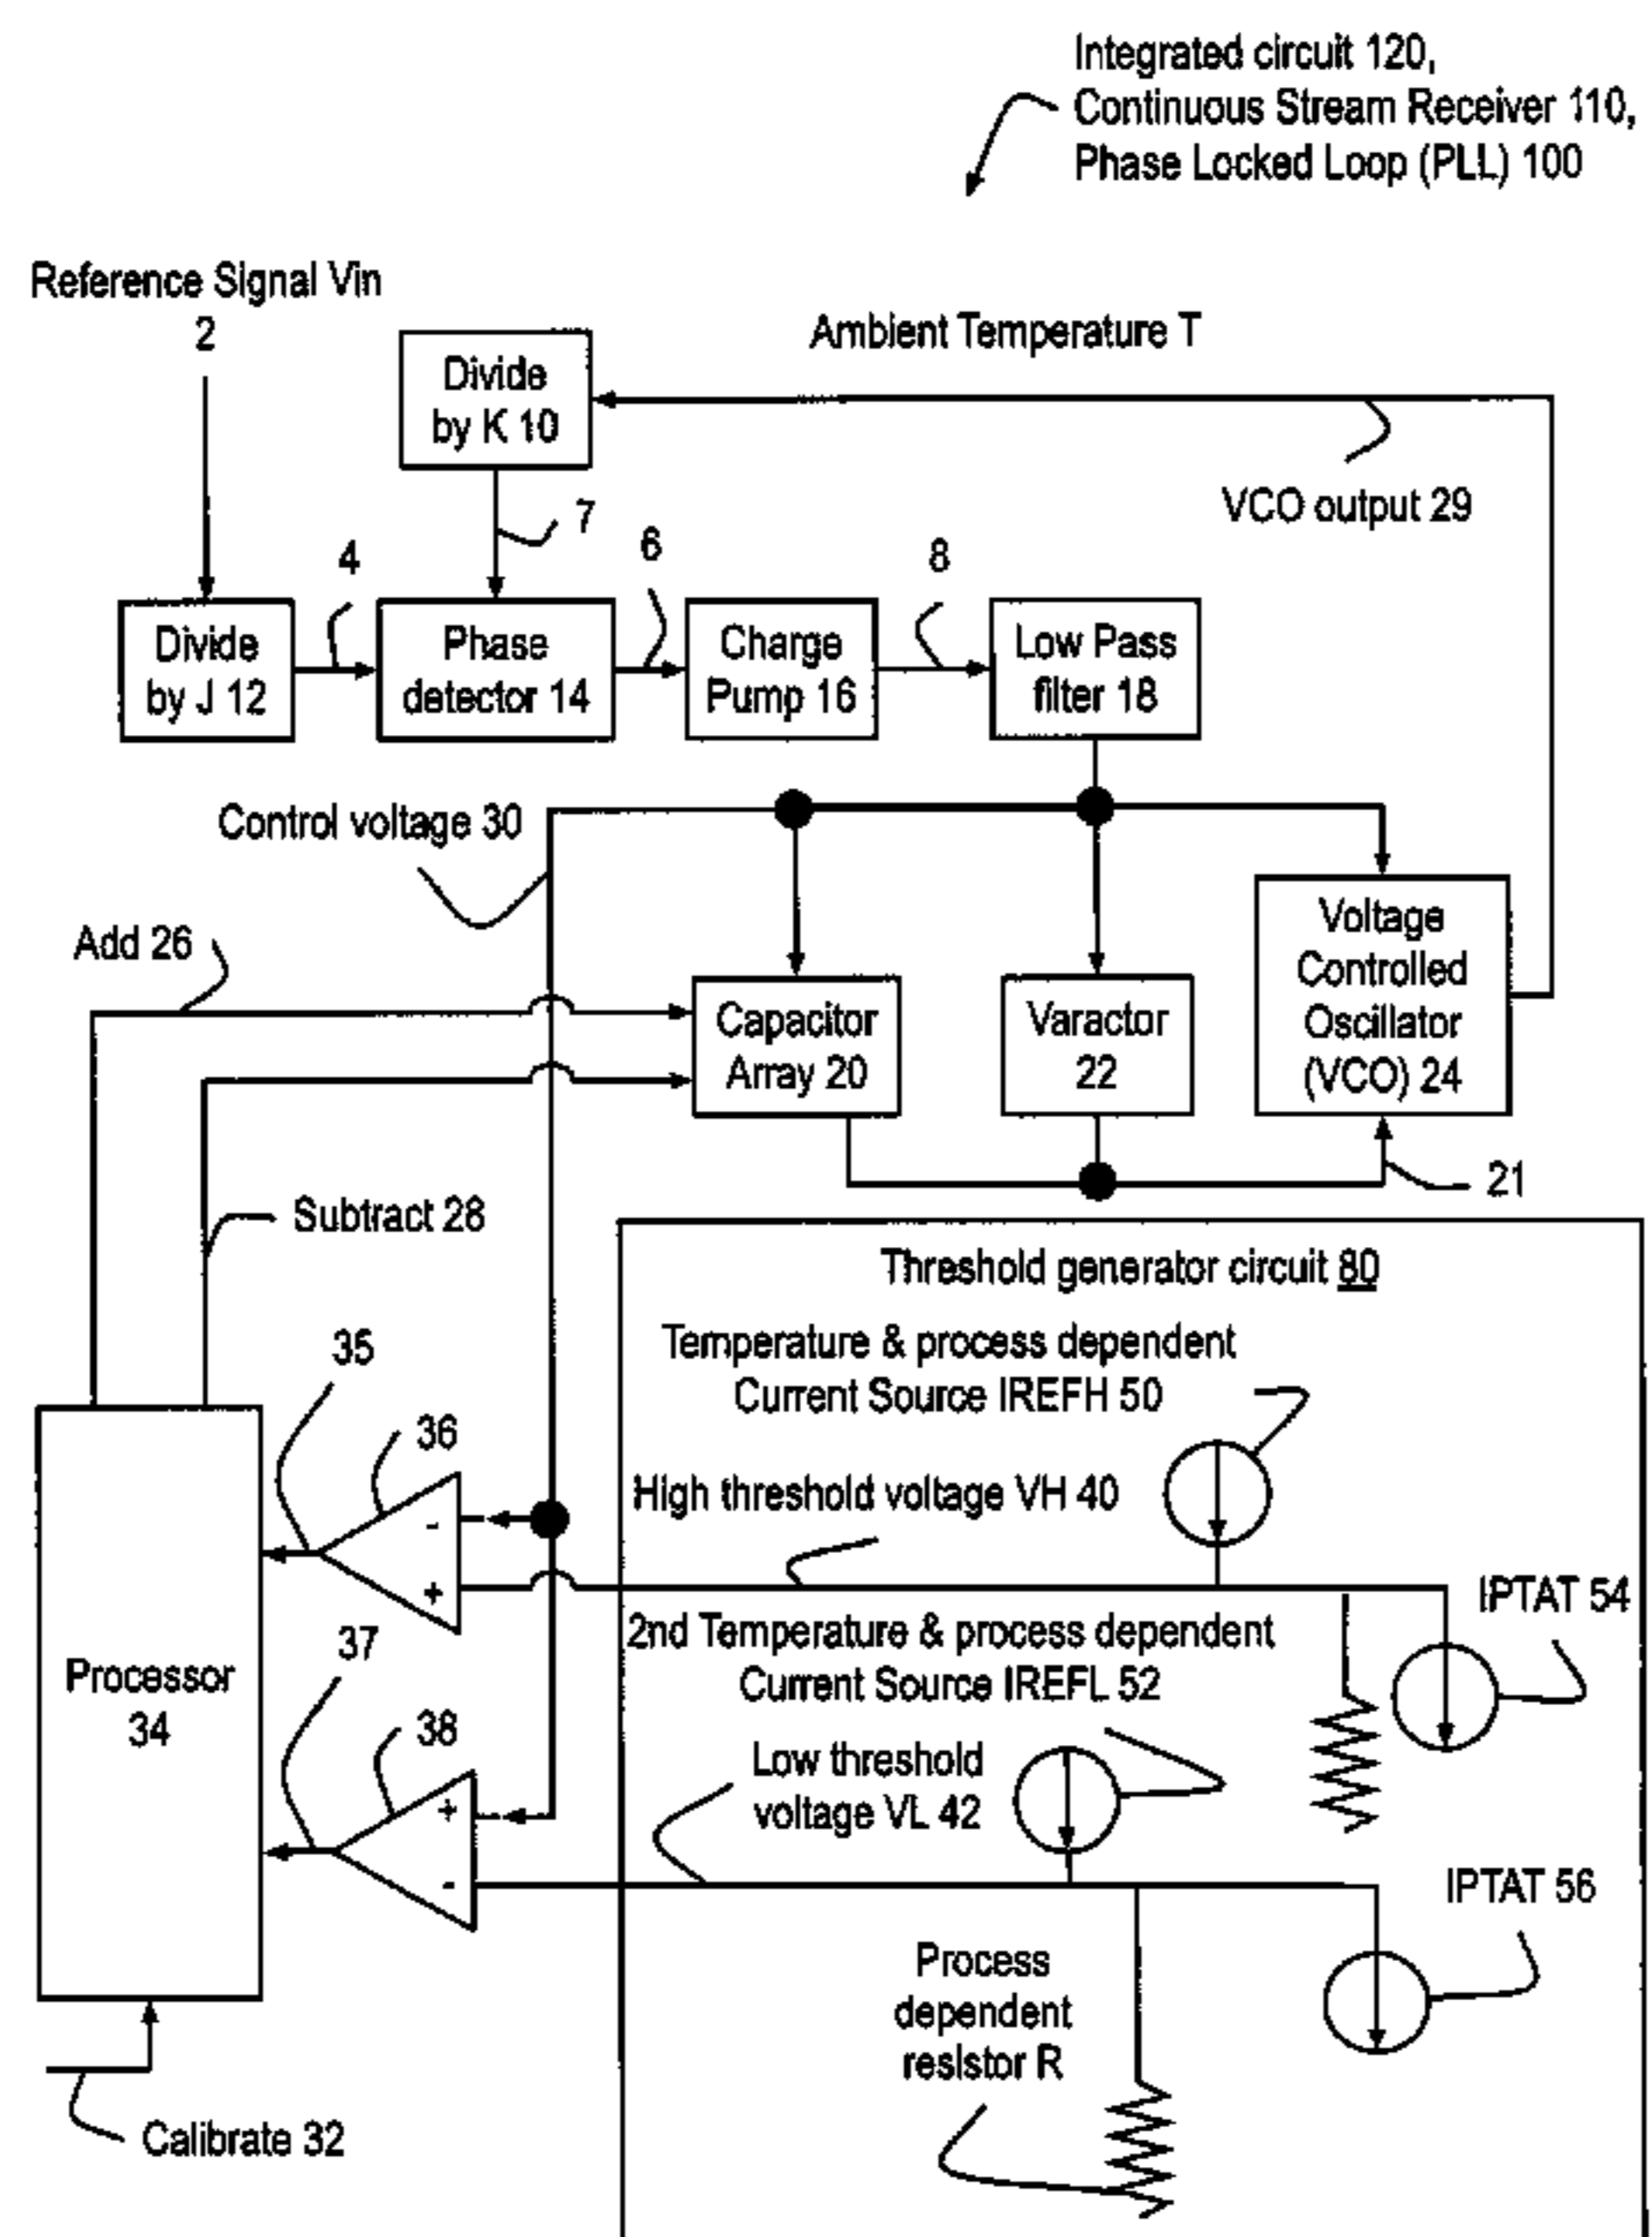 Integrated circuit 120,
Continuous Stream Receiver 110,
Phase Locked Loop (PLL) 100
Reference Signal Vin
2
Ambient Temperature T
Divide
by K 10
VCO output 29
7
4
6
8
Divide
by J 12
Phase
detector 14
Charge
Pump 16
Low Pass
filter 18
Control voltage 30
Add 26
Voltage
Controlled
Oscillator
(VCO) 24
Capacitor
Array 20
Varactor
22
21
Subtract 28
Threshold generator circuit 80
Temperature & process dependent
Current Source IREFH 50
35
36
-
+
High threshold voltage VH 40
IPTAT 54
2nd Temperature & process dependent
Current Source IREFL 52
Processor
34
37
38
+
-
Low threshold
voltage VL 42
IPTAT 56
Process
dependent
resistor R
Calibrate 32